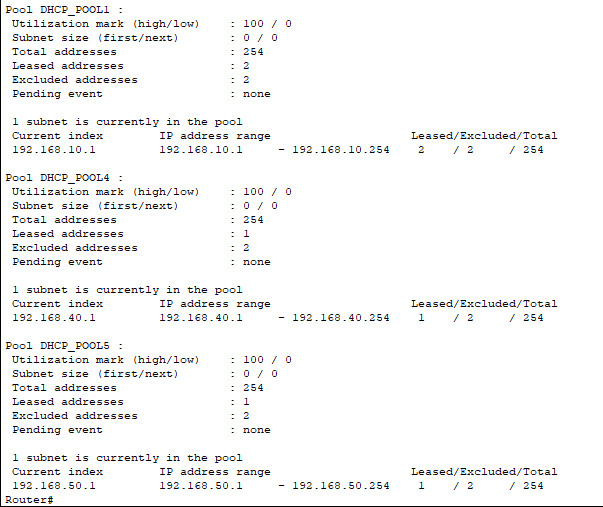 Pool DHCP_POOL1 :
Utilization mark (high/low) : 100 / 0
Subnet size (first/next) : 0 / 0
Total addresses : 254
Leased addresses : 2
Excluded addresses : 2
Pending event : none
1 subnet is currently in the pool
Current index IP address range Leased/Excluded/Total
192.168.10.1 192.168.10.1 - 192.168.10.254 2 / 2 / 254
Pool DHCP_POOL4 :
Utilization mark (high/low) : 100 / 0
Subnet size (first/next) : 0 / 0
Total addresses : 254
Leased addresses : 1
Excluded addresses : 2
Pending event : none
1 subnet is currently in the pool
Current index IP address range Leased/Excluded/Total
192.168.40.1 192.168.40.1 - 192.168.40.254 1 / 2 / 254
Pool DHCP_POOL5 :
Utilization mark (high/low) : 100 / 0
Subnet size (first/next) : 0 / 0
Total addresses : 254
Leased addresses : 1
Excluded addresses : 2
Pending event : none
1 subnet is currently in the pool
Current index IP address range Leased/Excluded/Total
192.168.50.1 192.168.50.1 - 192.168.50.254 1 / 2 / 254
Router#